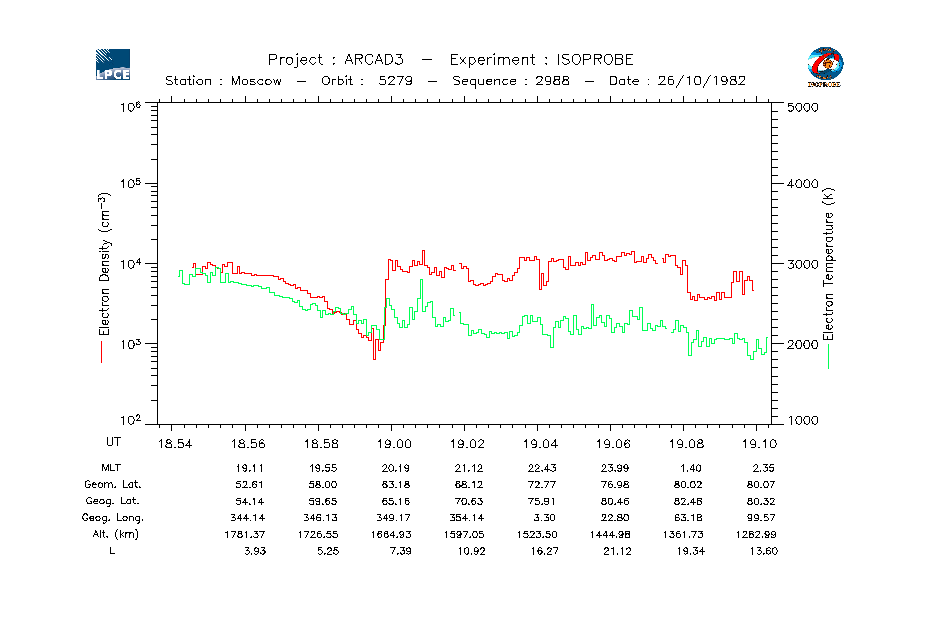 LPCE
Project : ARCAD3 – Experiment : ISOPROBE
ISOPROBE
Station : Moscow – Orbit : 5279 – Sequence : 2988 – Date : 26/10/1982
10⁶
10⁵
10⁴
10³
10²
Electron Density (cm⁻³)
5000
4000
3000
2000
1000
Electron Temperature (K)
UT 18.54 18.56 18.58 19.00 19.02 19.04 19.06 19.08 19.10
MLT 19.11 19.55 20.19 21.12 22.43 23.99 1.40 2.35
Geom. Lat. 52.61 58.00 63.18 68.12 72.77 76.98 80.02 80.07
Geog. Lat. 54.14 59.65 65.16 70.63 75.91 80.46 82.46 80.32
Geog. Long. 344.14 346.13 349.17 354.14 3.30 22.80 63.18 99.57
Alt. (km) 1781.37 1726.55 1664.93 1597.05 1523.50 1444.98 1361.73 1282.99
L 3.93 5.25 7.39 10.92 16.27 21.12 19.34 13.60